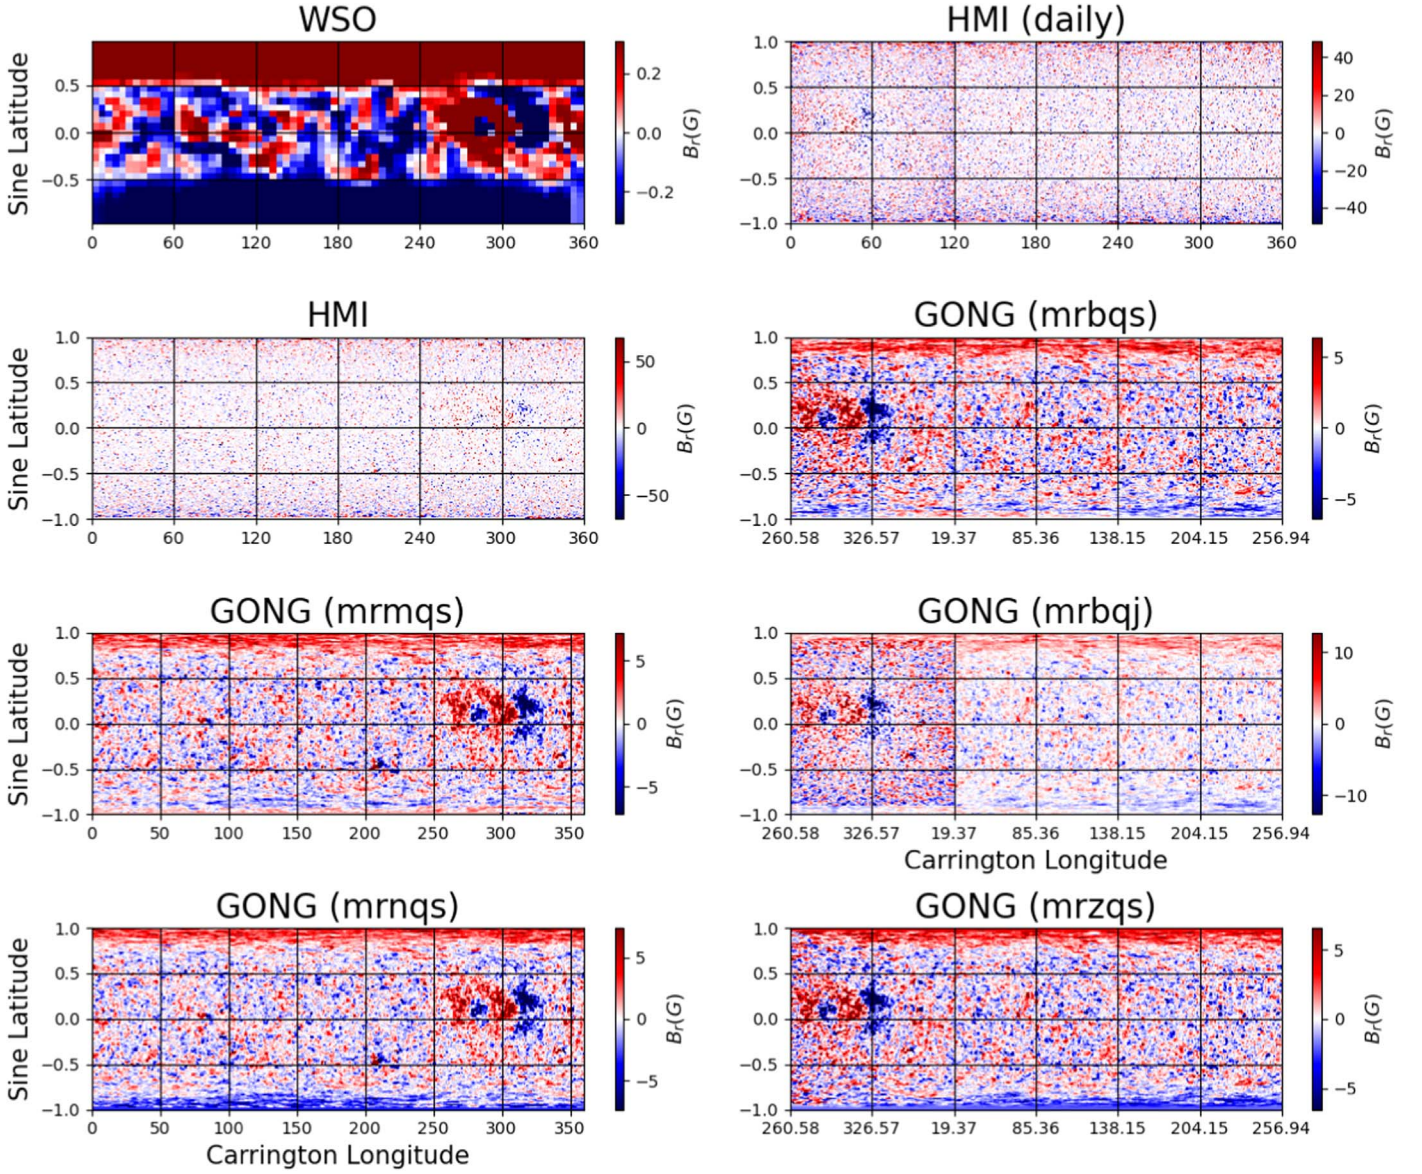 WSO
Sine Latitude
0.5
0.0
−0.5
0 60 120 180 240 300 360
0.2
0.0
−0.2
Br(G)
HMI (daily)
1.0
0.5
0.0
−0.5
−1.0
0 60 120 180 240 300 360
40
20
0
−20
−40
Br(G)
HMI
Sine Latitude
1.0
0.5
0.0
−0.5
−1.0
0 60 120 180 240 300 360
50
0
−50
Br(G)
GONG (mrbqs)
1.0
0.5
0.0
−0.5
−1.0
260.58 326.57 19.37 85.36 138.15 204.15 256.94
5
0
−5
Br(G)
GONG (mrmqs)
Sine Latitude
1.0
0.5
0.0
−0.5
−1.0
0 50 100 150 200 250 300 350
5
0
−5
Br(G)
GONG (mrbqj)
1.0
0.5
0.0
−0.5
−1.0
260.58 326.57 19.37 85.36 138.15 204.15 256.94
Carrington Longitude
10
0
−10
Br(G)
GONG (mrnqs)
Sine Latitude
1.0
0.5
0.0
−0.5
−1.0
0 50 100 150 200 250 300 350
Carrington Longitude
5
0
−5
Br(G)
GONG (mrzqs)
1.0
0.5
0.0
−0.5
−1.0
260.58 326.57 19.37 85.36 138.15 204.15 256.94
5
0
−5
Br(G)